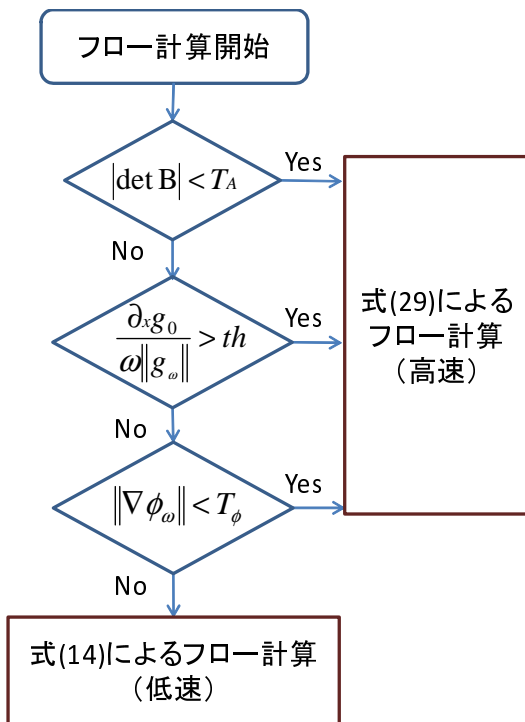 フロー計算開始
|det B| < T_A
Yes
No
∂_x g_0 / ω‖g_ω‖ > th
Yes
No
‖∇ϕ_ω‖ < T_ϕ
Yes
No
式(29)による
フロー計算
（高速）
式(14)によるフロー計算
（低速）